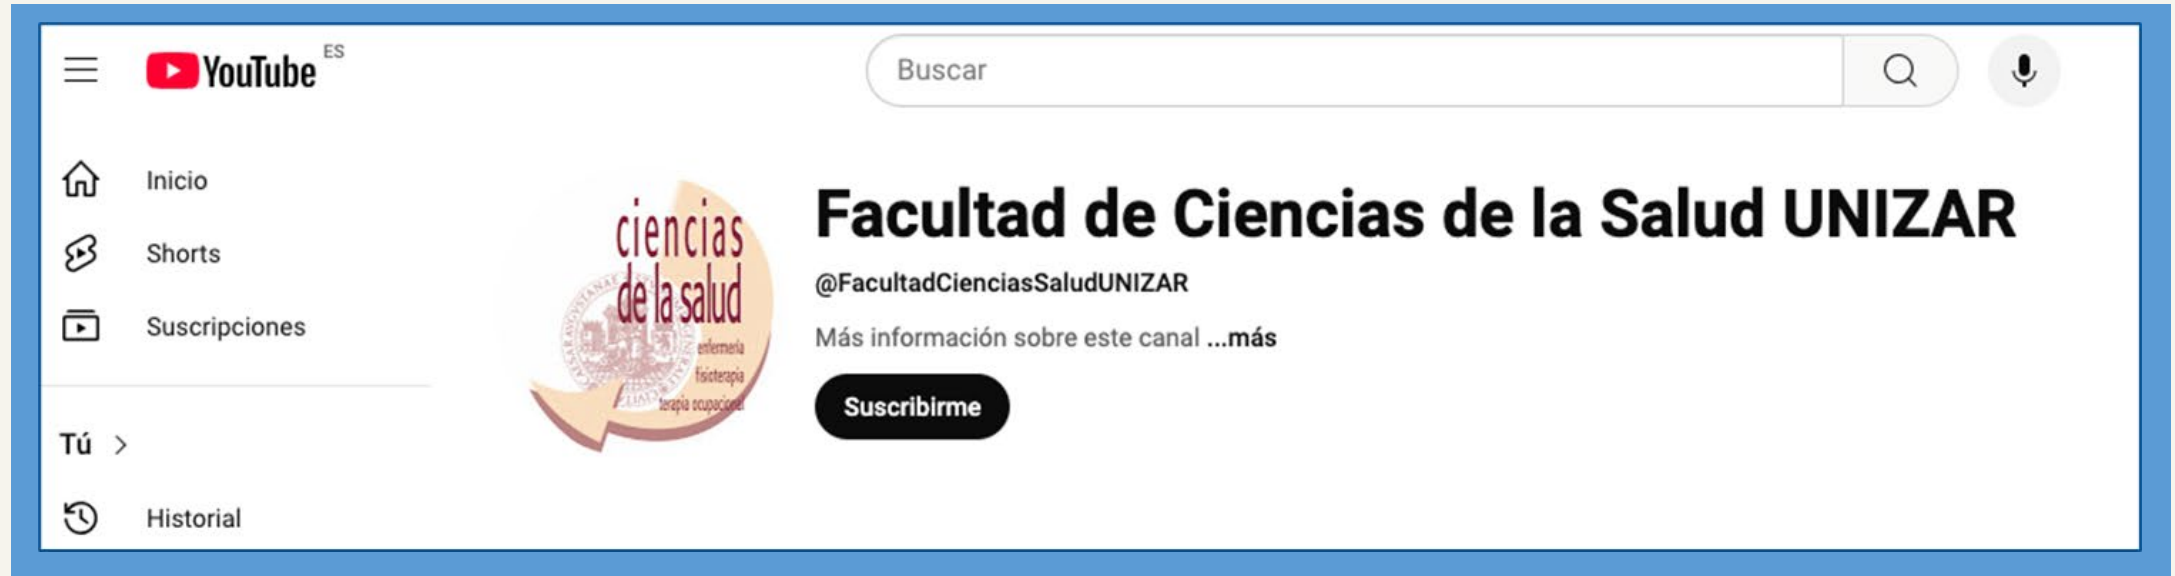 YouTube ES
Buscar
Inicio
Shorts
Suscripciones
Tú
Historial
ciencias
de la salud
enfermería
fisioterapia
terapia ocupacional
Facultad de Ciencias de la Salud UNIZAR
@FacultadCienciasSaludUNIZAR
Más información sobre este canal ...más
Suscribirme